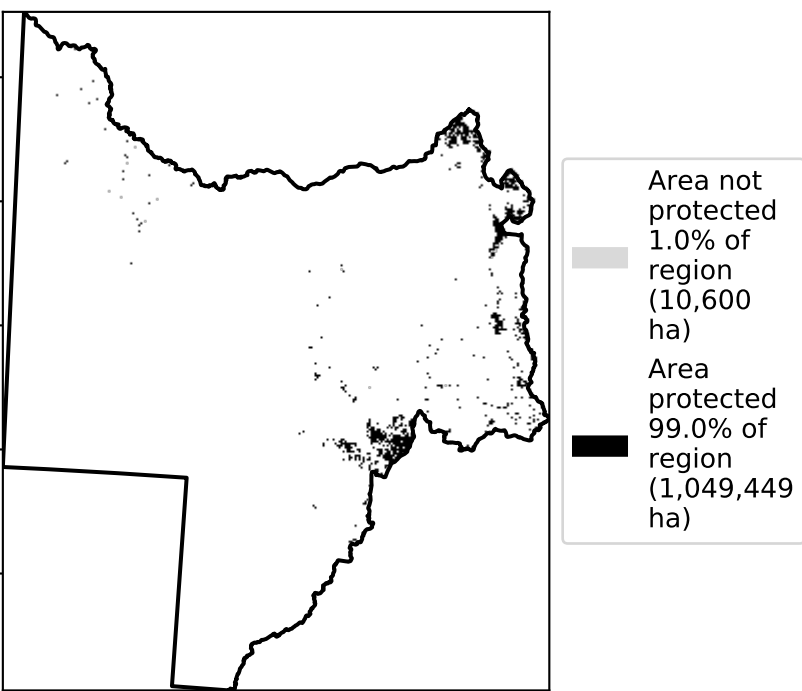 Area not
protected
1.0% of
region
(10,600
ha)
Area
protected
99.0% of
region
(1,049,449
ha)